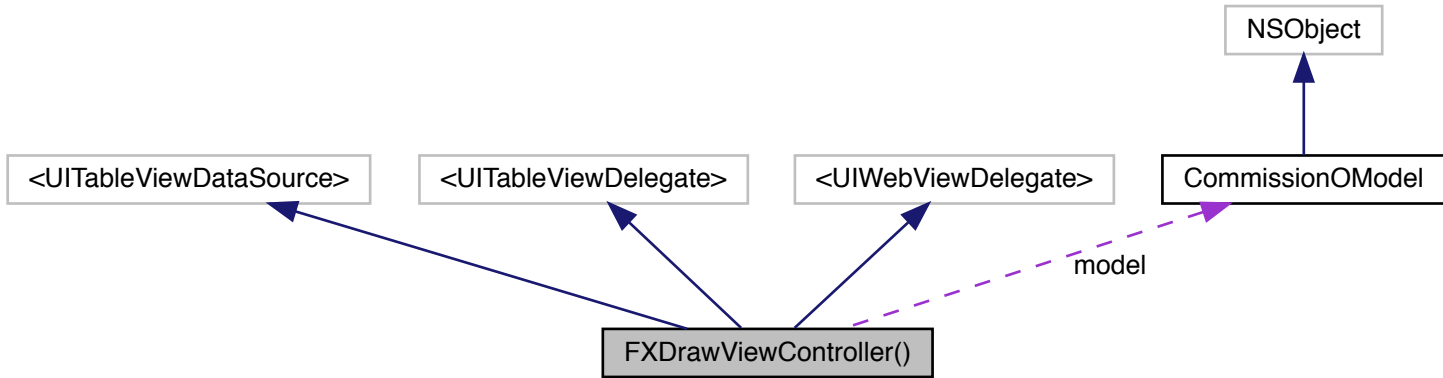 NSObject
<UITableViewDataSource>
<UITableViewDelegate>
<UIWebViewDelegate>
CommissionOModel
model
FXDrawViewController()